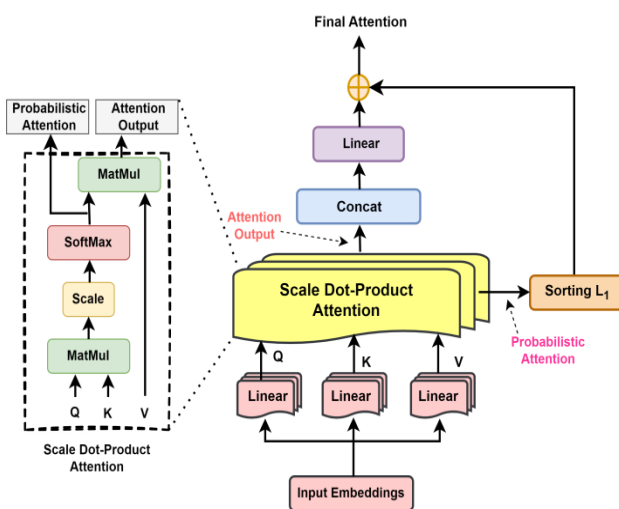 Final Attention
Probabilistic
Attention
Attention
Output
MatMul
SoftMax
Scale
MatMul
Q
K
V
Scale Dot-Product
Attention
Linear
Concat
Attention
Output
Scale Dot-Product
Attention
Sorting L₁
Probabilistic
Attention
Q
K
V
Linear
Linear
Linear
Input Embeddings